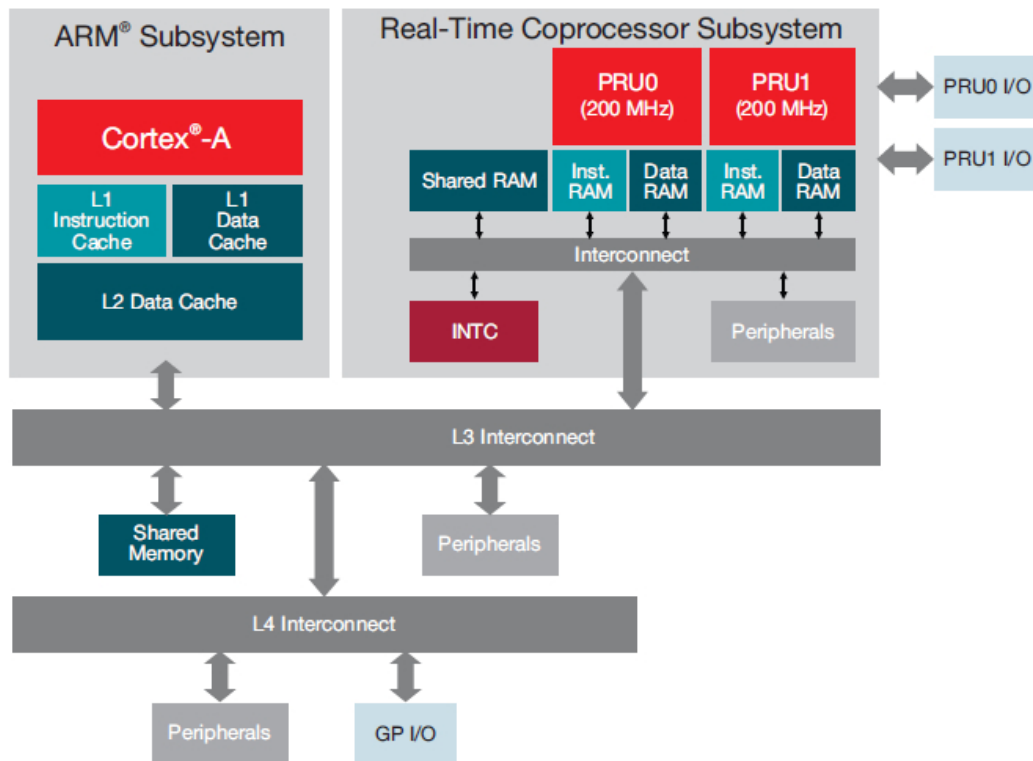 ARM® Subsystem
Real-Time Coprocessor Subsystem
Cortex®-A
L1
Instruction
Cache
L1
Data
Cache
L2 Data Cache
PRU0
(200 MHz)
PRU1
(200 MHz)
PRU0 I/O
PRU1 I/O
Shared RAM
Inst.
RAM
Data
RAM
Inst.
RAM
Data
RAM
Interconnect
INTC
Peripherals
L3 Interconnect
Shared
Memory
Peripherals
L4 Interconnect
Peripherals
GP I/O